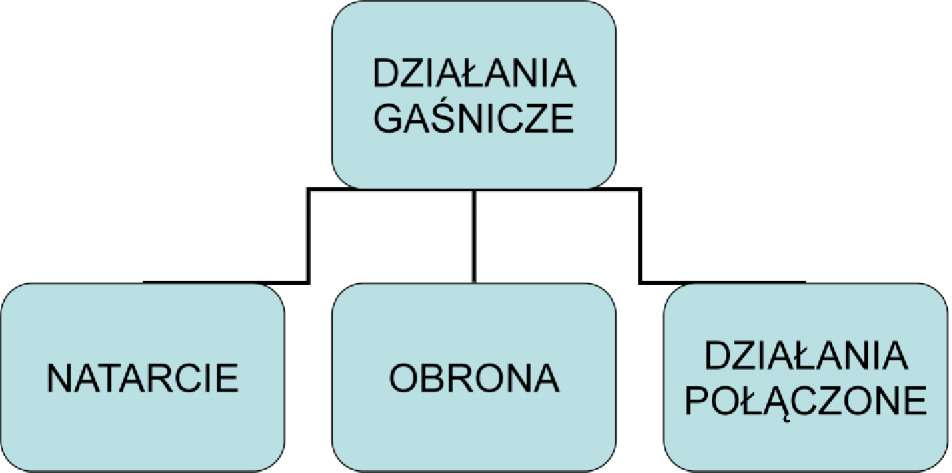 DZIAŁANIA
GAŚNICZE
NATARCIE
OBRONA
DZIAŁANIA
POŁĄCZONE